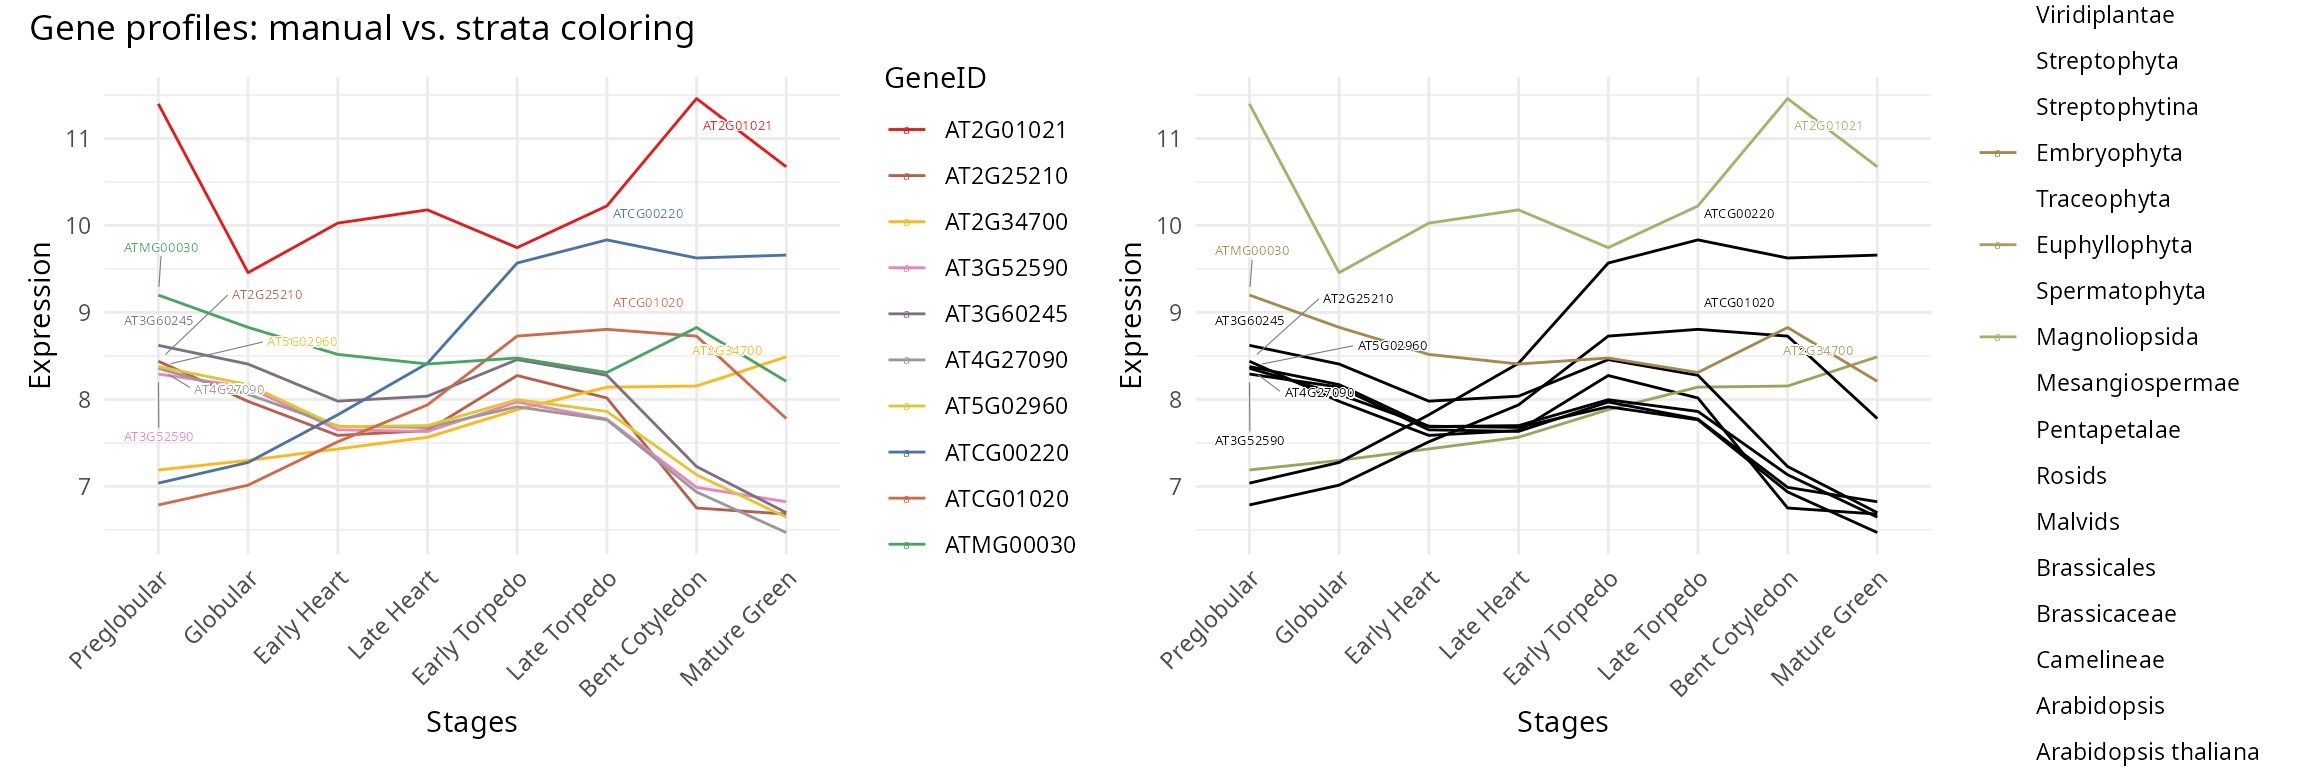 Gene profiles: manual vs. strata coloring
Expression
11
10
9
8
7
AT2G01021
ATCG00220
ATMG00030
AT2G25210
ATCG01020
AT3G60245
AT5G02960
AT2G34700
AT4G27090
AT3G52590
Preglobular
Globular
Early Heart
Late Heart
Early Torpedo
Late Torpedo
Bent Cotyledon
Mature Green
Stages
GeneID
a AT2G01021
a AT2G25210
a AT2G34700
a AT3G52590
a AT3G60245
a AT4G27090
a AT5G02960
a ATCG00220
a ATCG01020
a ATMG00030
Expression
11
10
9
8
7
AT2G01021
ATCG00220
ATMG00030
AT2G25210
ATCG01020
AT3G60245
AT5G02960
AT2G34700
AT4G27090
AT3G52590
Preglobular
Globular
Early Heart
Late Heart
Early Torpedo
Late Torpedo
Bent Cotyledon
Mature Green
Stages
Viridiplantae
Streptophyta
Streptophytina
a Embryophyta
Traceophyta
a Euphyllophyta
Spermatophyta
a Magnoliopsida
Mesangiospermae
Pentapetalae
Rosids
Malvids
Brassicales
Brassicaceae
Camelineae
Arabidopsis
Arabidopsis thaliana